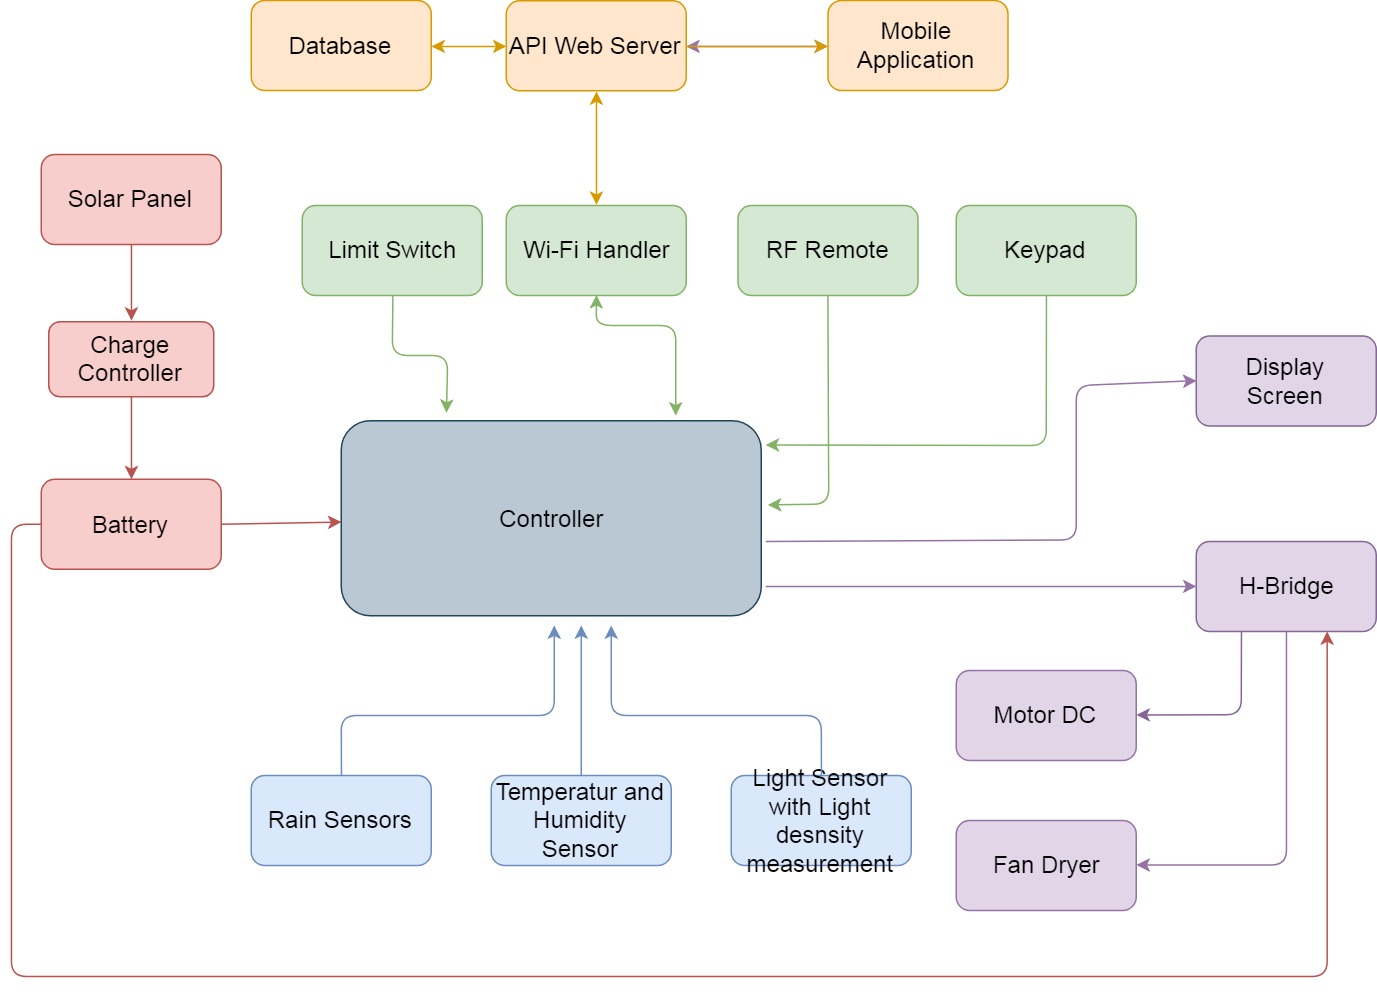 Database
API Web Server
Mobile
Application
Solar Panel
Limit Switch
Wi-Fi Handler
RF Remote
Keypad
Charge
Controller
Display
Screen
Battery
Controller
H-Bridge
Motor DC
Rain Sensors
Temperatur and
Humidity
Sensor
Light Sensor
with Light
desnsity
measurement
Fan Dryer